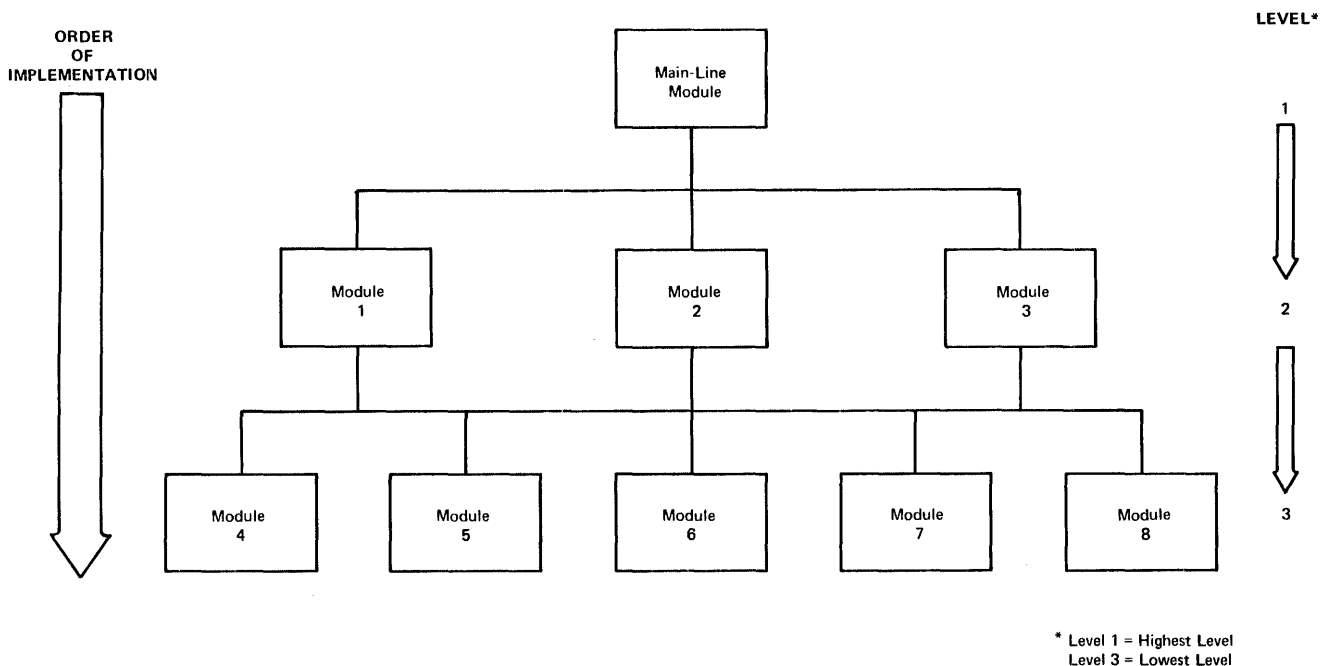 ORDER
OF
IMPLEMENTATION
LEVEL*
Main-Line
Module
1
Module
1
Module
2
Module
3
2
Module
4
Module
5
Module
6
Module
7
Module
8
3
* Level 1 = Highest Level
Level 3 = Lowest Level